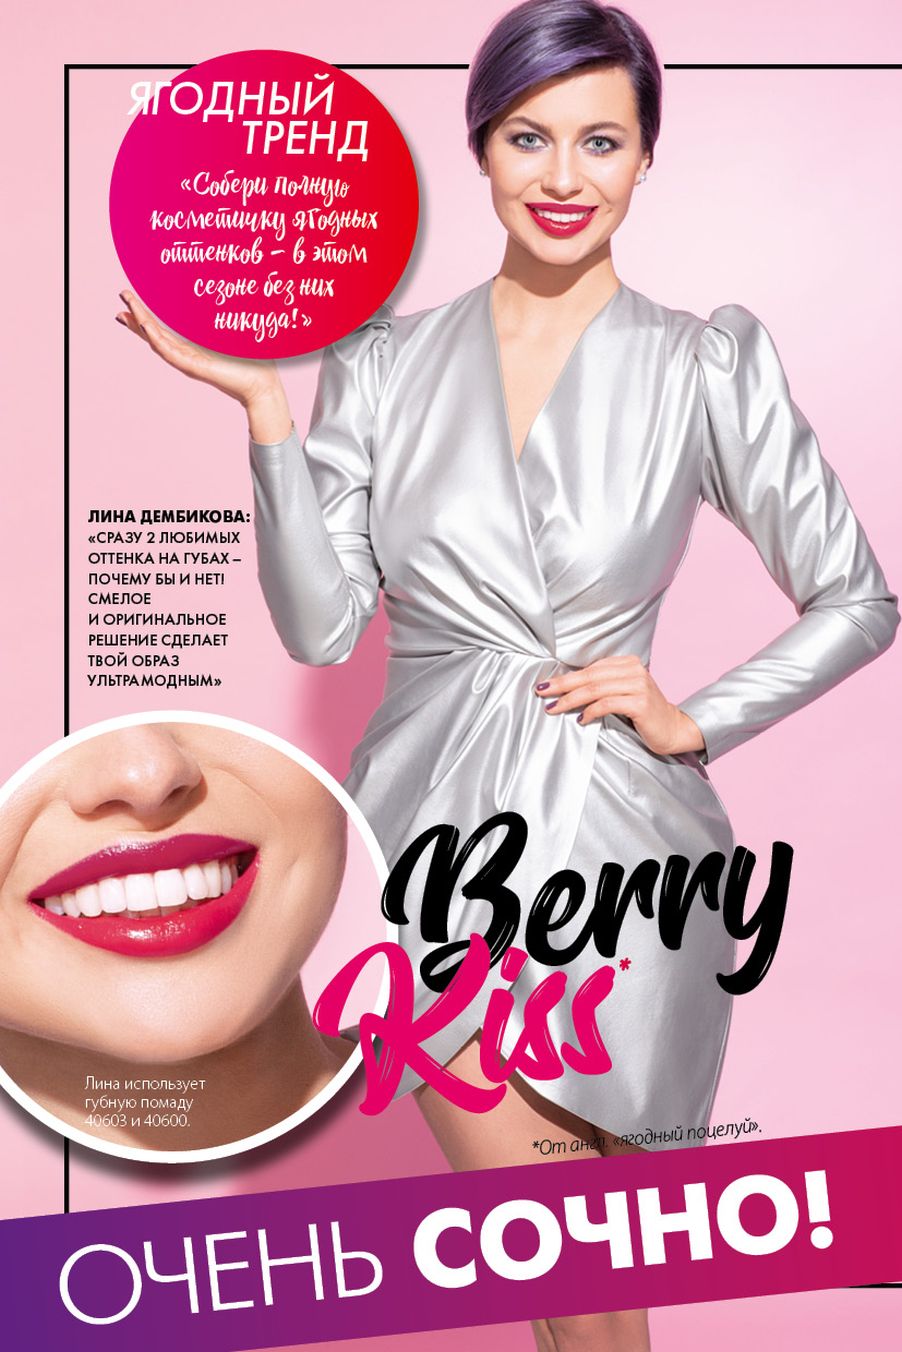 ЯГОДНЫЙ
ТРЕНД
«Собери полную
косметичку ягодных
оттенков – в этом
сезоне без них
никуда!»
ЛИНА ДЕМБИКОВА:
«СРАЗУ 2 ЛЮБИМЫХ
ОТТЕНКА НА ГУБАХ –
ПОЧЕМУ БЫ И НЕТ!
СМЕЛОЕ
И ОРИГИНАЛЬНОЕ
РЕШЕНИЕ СДЕЛАЕТ
ТВОЙ ОБРАЗ
УЛЬТРАМОДНЫМ»
Berry
Kiss*
Лина использует
губную помаду
40603 и 40600.
*От англ. «ягодный поцелуй».
ОЧЕНЬ СОЧНО!